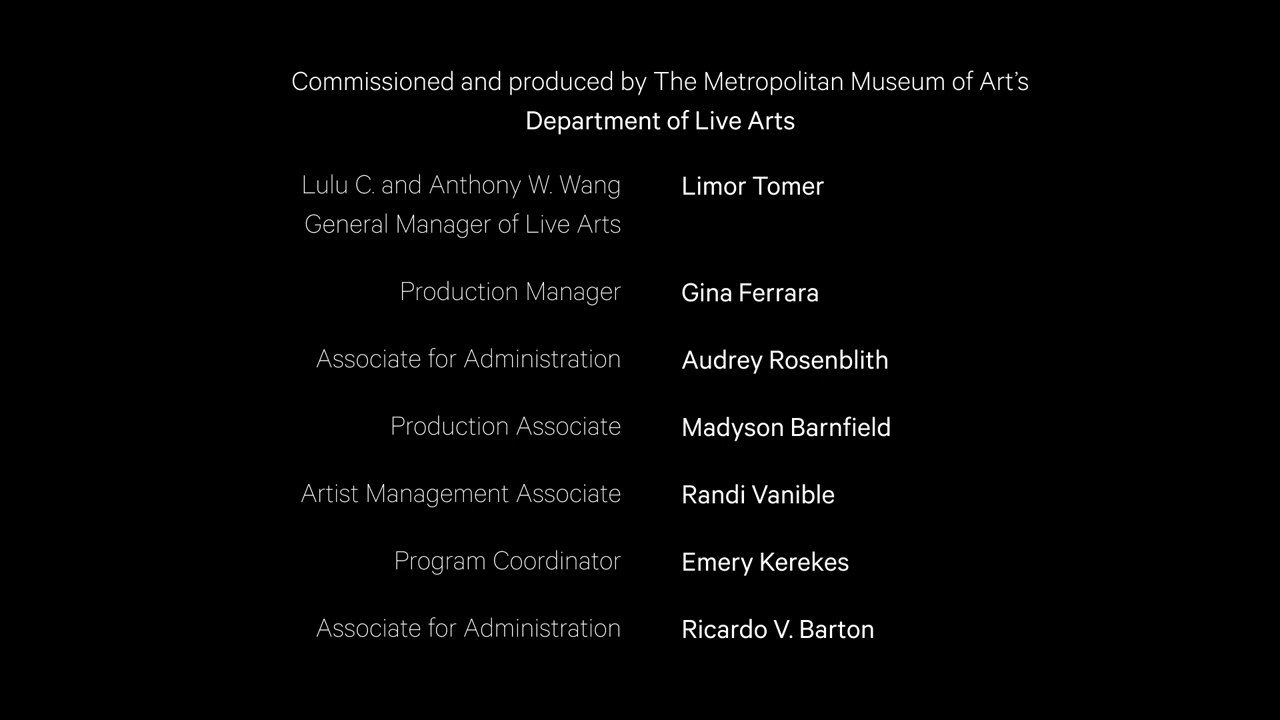 Commissioned and produced by The Metropolitan Museum of Art’s
Department of Live Arts
Lulu C. and Anthony W. Wang
General Manager of Live Arts
Limor Tomer
Production Manager
Gina Ferrara
Associate for Administration
Audrey Rosenblith
Production Associate
Madyson Barnfield
Artist Management Associate
Randi Vanible
Program Coordinator
Emery Kerekes
Associate for Administration
Ricardo V. Barton